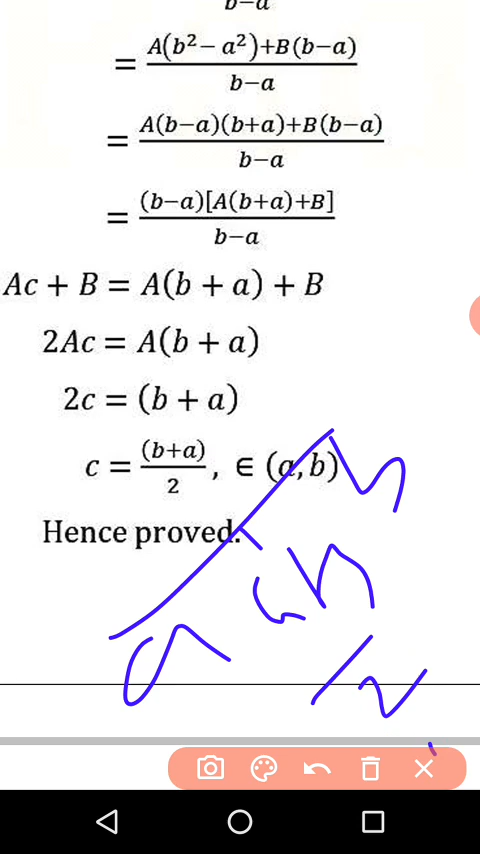 b−a
= A(b²− a²)+B(b−a)
b−a
= A(b−a)(b+a)+B(b−a)
b−a
= (b−a)[A(b+a)+B]
b−a
Ac + B = A(b + a) + B
2Ac = A(b + a)
2c = (b + a)
c = (b+a)
2 , ∈ (a, b)
Hence proved.
a